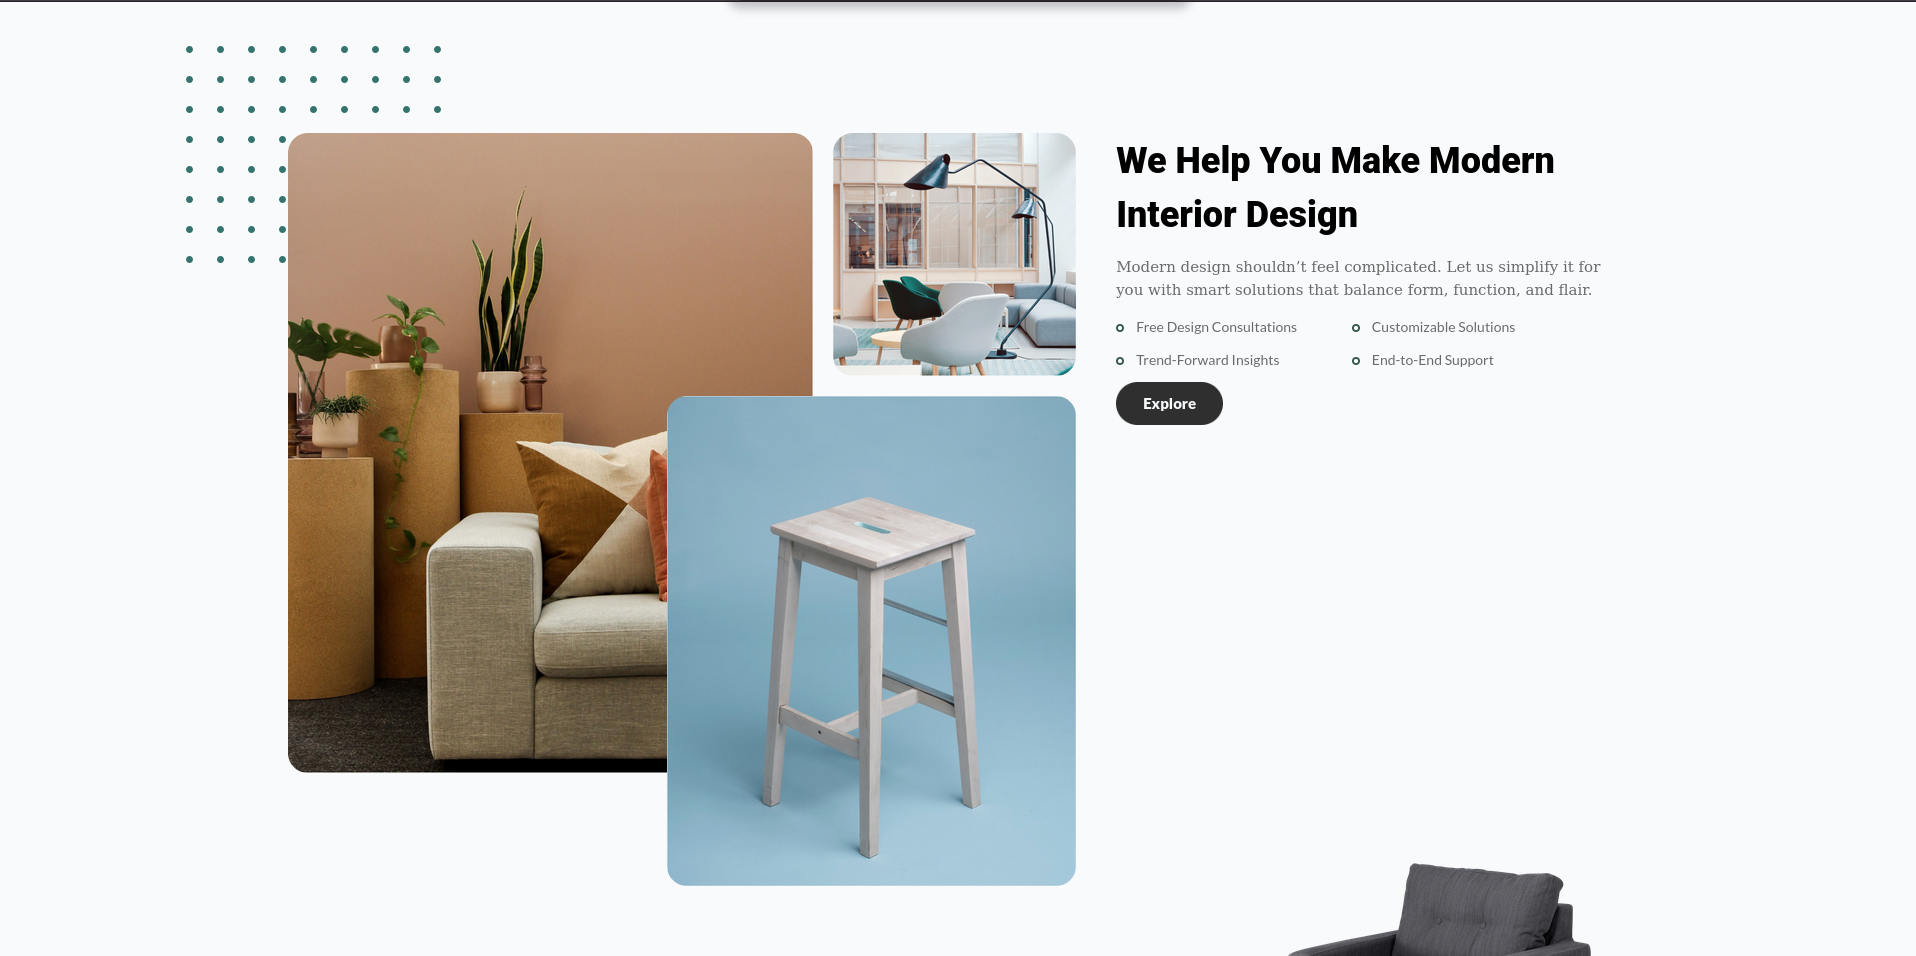 We Help You Make Modern
Interior Design
Modern design shouldn’t feel complicated. Let us simplify it for
you with smart solutions that balance form, function, and flair.
Free Design Consultations
Customizable Solutions
Trend-Forward Insights
End-to-End Support
Explore